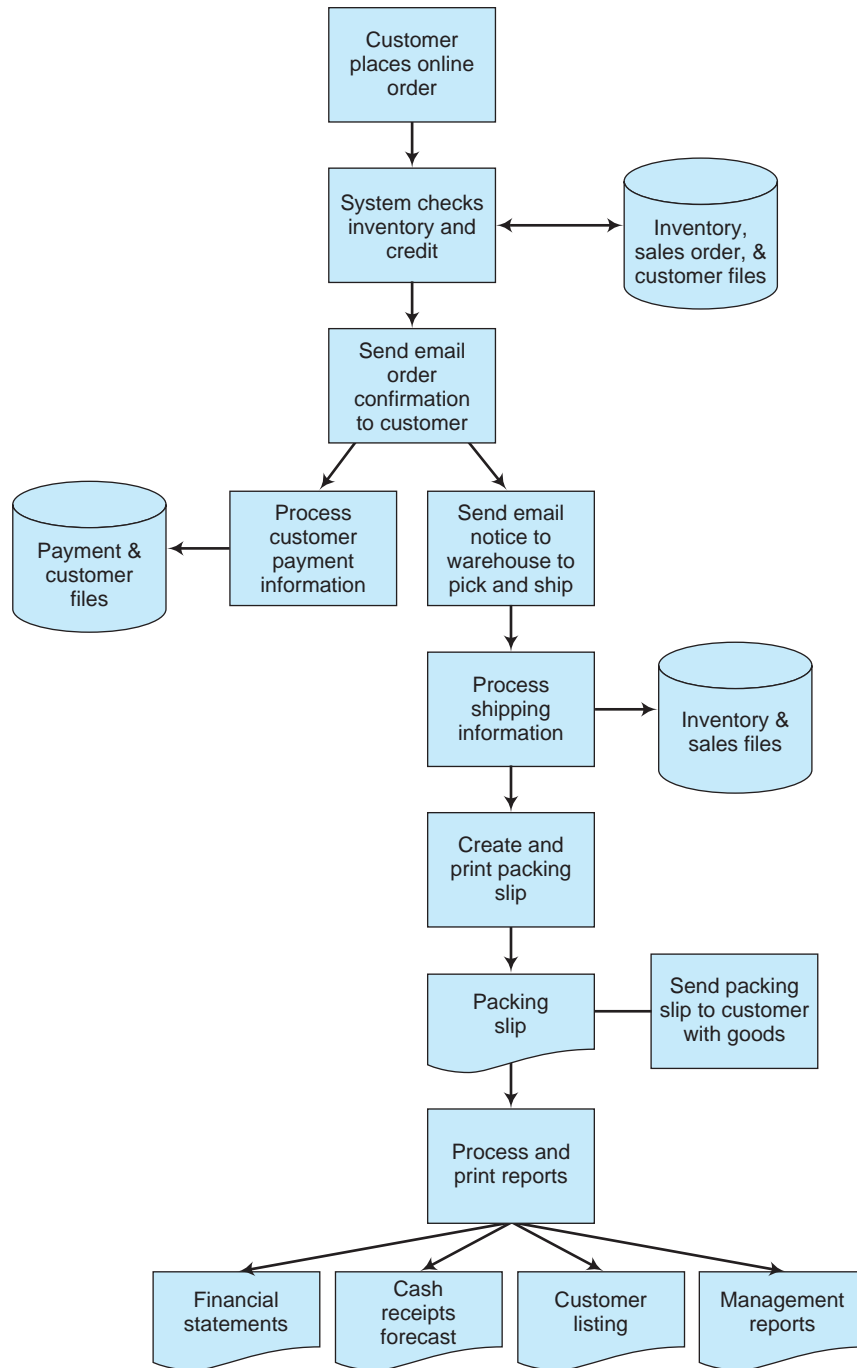 Customer
places online
order
System checks
inventory and
credit
Inventory,
sales order, &
customer files
Send email
order
confirmation
to customer
Payment &
customer
files
Process
customer
payment
information
Send email
notice to
warehouse to
pick and ship
Process
shipping
information
Inventory &
sales files
Create and
print packing
slip
Packing
slip
Send packing
slip to customer
with goods
Process and
print reports
Financial
statements
Cash
receipts
forecast
Customer
listing
Management
reports